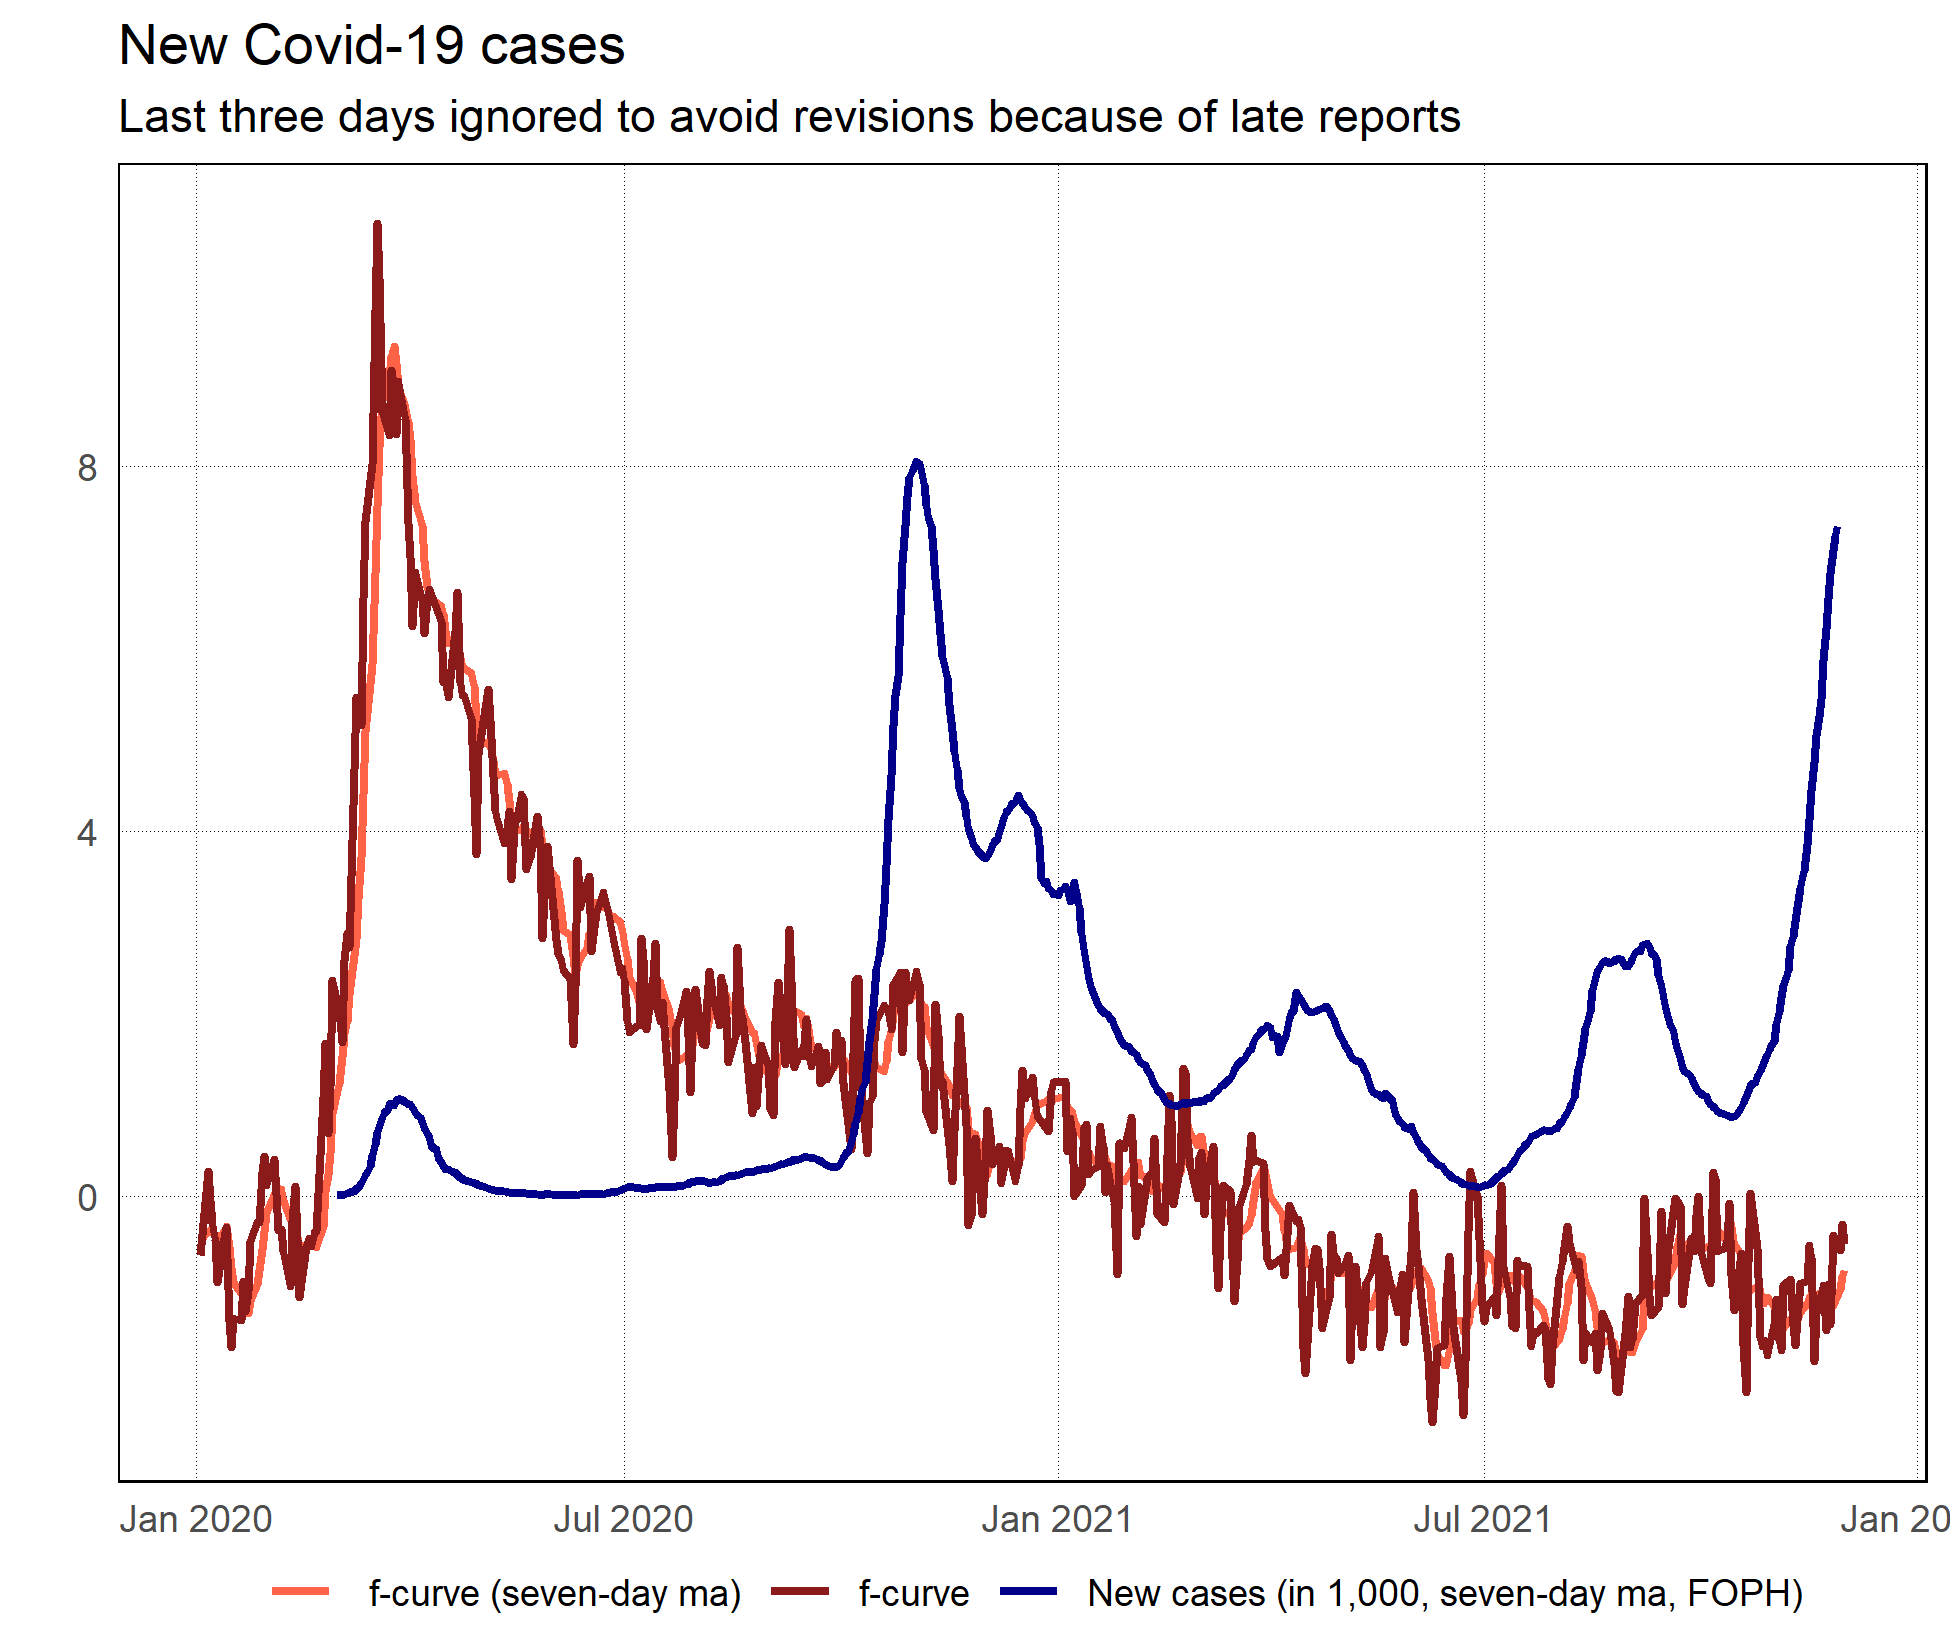 New Covid-19 cases
Last three days ignored to avoid revisions because of late reports
8
4
0
Jan 2020 Jul 2020 Jan 2021 Jul 2021 Jan 20
f-curve (seven-day ma) f-curve New cases (in 1,000, seven-day ma, FOPH)